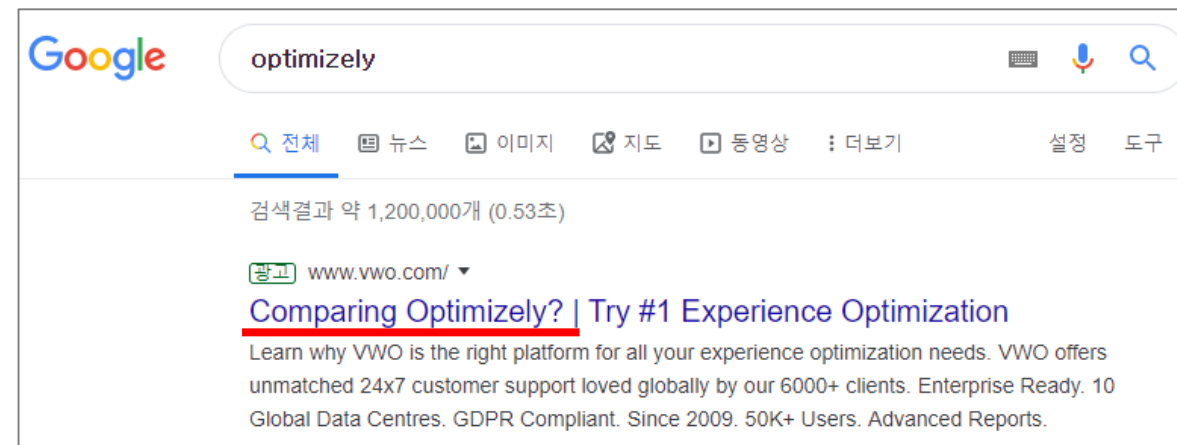 Google
optimizely
전체 뉴스 이미지 지도 동영상 더보기 설정 도구
검색결과 약 1,200,000개 (0.53초)
광고 www.vwo.com/
Comparing Optimizely? | Try #1 Experience Optimization
Learn why VWO is the right platform for all your experience optimization needs. VWO offers
unmatched 24x7 customer support loved globally by our 6000+ clients. Enterprise Ready. 10
Global Data Centres. GDPR Compliant. Since 2009. 50K+ Users. Advanced Reports.